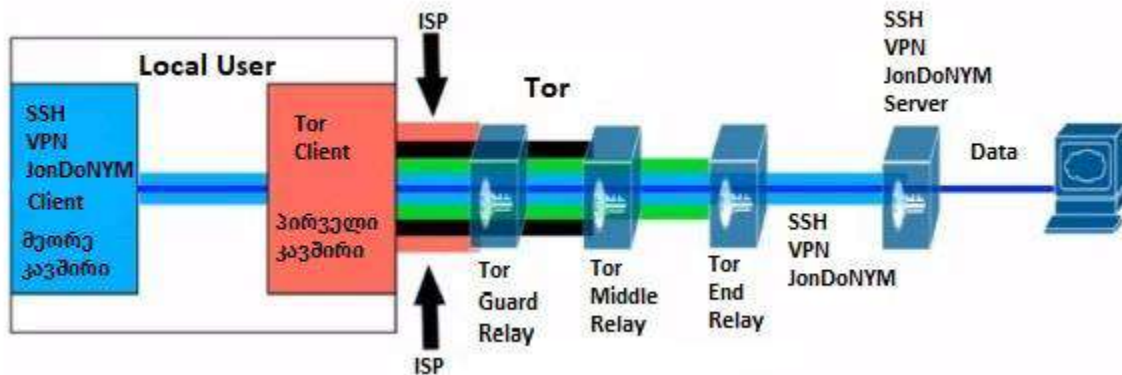 ISP
Local User
SSH
VPN
JonDoNYM
Client
მეორე
კავშირი
Tor
Client
პირველი
კავშირი
Tor
Tor
Guard
Relay
Tor
Middle
Relay
Tor
End
Relay
SSH
VPN
JonDoNYM
SSH
VPN
JonDoNYM
Server
Data
ISP